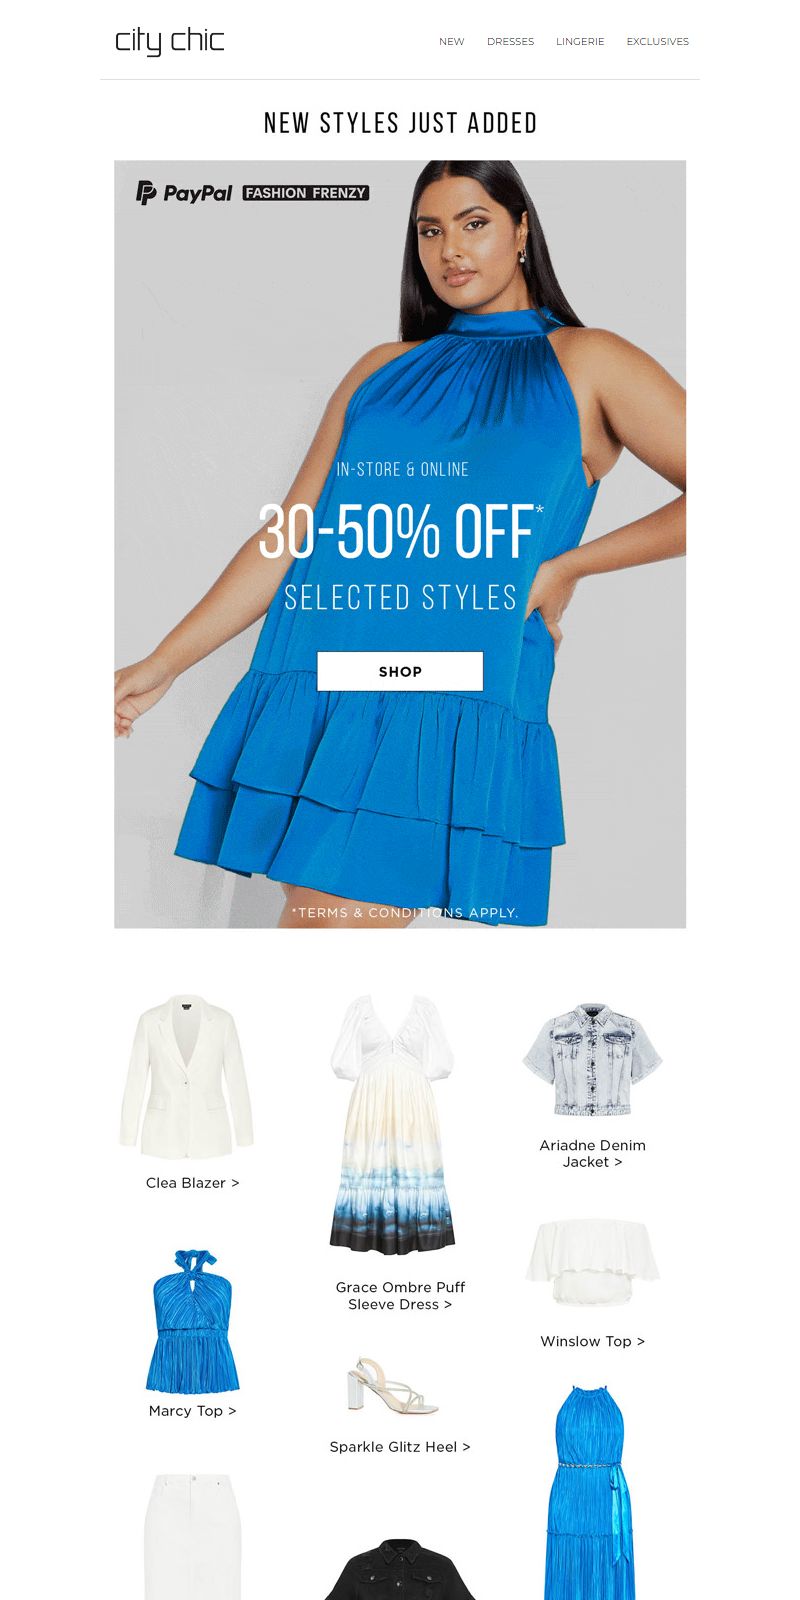 city chic
NEW DRESSES LINGERIE EXCLUSIVES
NEW STYLES JUST ADDED
PayPal FASHION FRENZY
IN-STORE & ONLINE
30-50% OFF*
SELECTED STYLES
SHOP
*TERMS & CONDITIONS APPLY.
Clea Blazer >
Ariadne Denim
Jacket >
Grace Ombre Puff
Sleeve Dress >
Winslow Top >
Marcy Top >
Sparkle Glitz Heel >